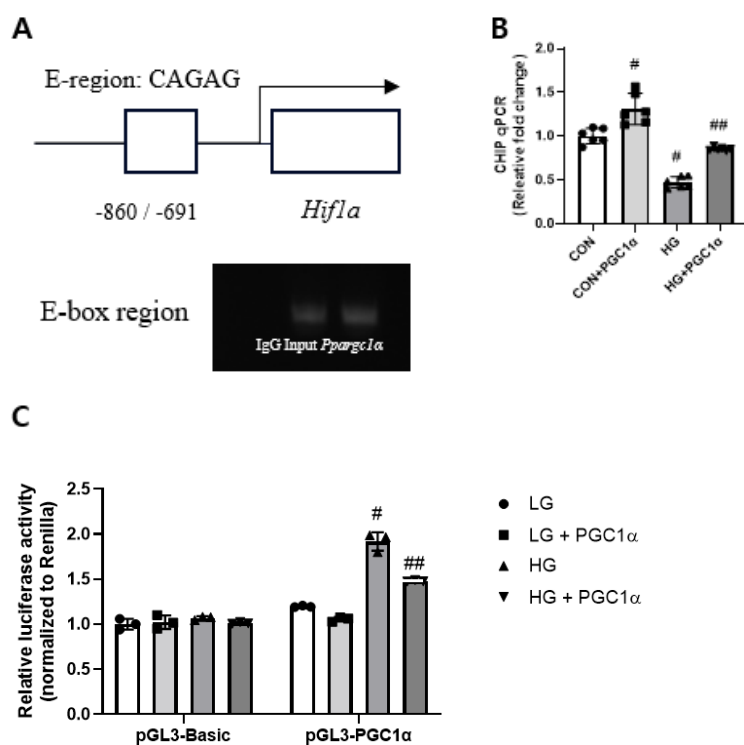 A
E-region: CAGAG
-860 / -691
Hif1a
E-box region
IgG Input Ppargc1α
B
CHIP qPCR
(Releative fold change)
2.0
1.5
1.0
0.5
0.0
#
#
##
CON
CON+PGC1α
HG
HG+PGC1α
C
Relative luciferase activity
(normalized to Renilla)
2.5
2.0
1.5
1.0
0.5
0.0
#
##
pGL3-Basic
pGL3-PGC1α
LG
LG + PGC1α
HG
HG + PGC1α